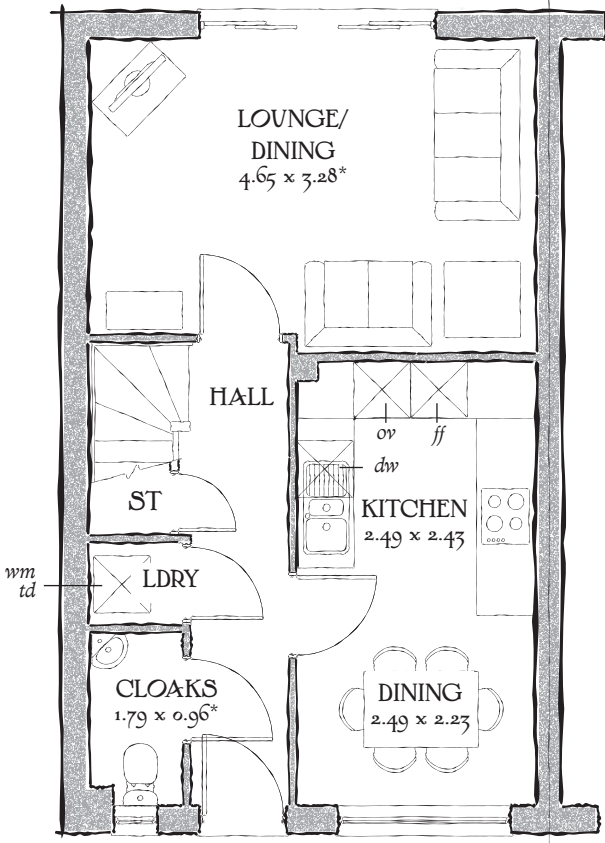 LOUNGE/
DINING
4.65 x 3.28*
HALL
ov
ff
dw
ST
KITCHEN
2.49 x 2.43
wm
td
LDRY
CLOAKS
1.79 x 0.96*
DINING
2.49 x 2.23